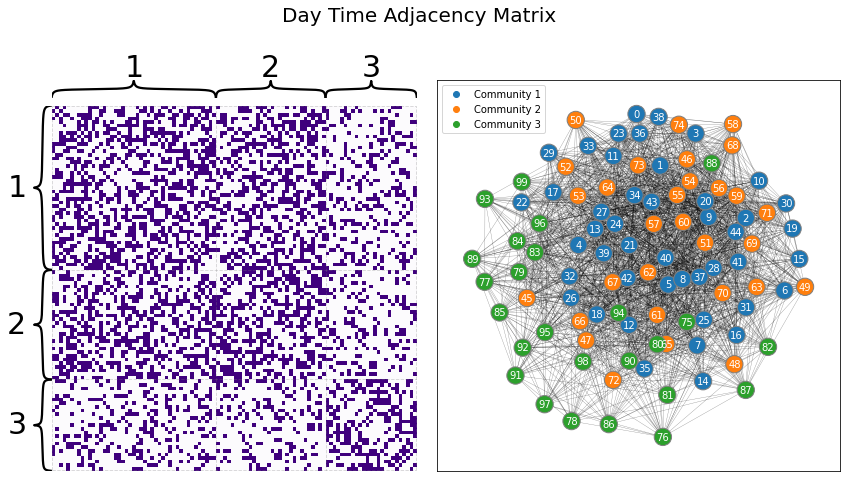 Day Time Adjacency Matrix
1 2 3
1
2
3
Community 1
Community 2
Community 3
0 38
50 74 58
23 36 3
33 29 11 46 68
52 73 1 88
99 17 64 54 10
93 22 53 34 43 55 56 59 20 30
27 9 71 2
96 13 24 57 60 44 19
84 83 4 39 21 51 69
89 79 40 41 15
77 32 42 62 28
67 5 8 37 63 6 49
45 26 70
85 18 94 61 31
66 12 75 25
95 47 16
92 80 65 7 82
98 90 35 48
91 72 14 87
97 81
78 86
76